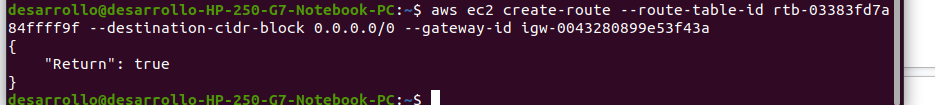 desarrollo@desarrollo-HP-250-G7-Notebook-PC:~$ aws ec2 create-route --route-table-id rtb-03383fd7a
84ffff9f --destination-cidr-block 0.0.0.0/0 --gateway-id igw-0043280899e53f43a
{
    "Return": true
}
desarrollo@desarrollo-HP-250-G7-Notebook-PC:~$